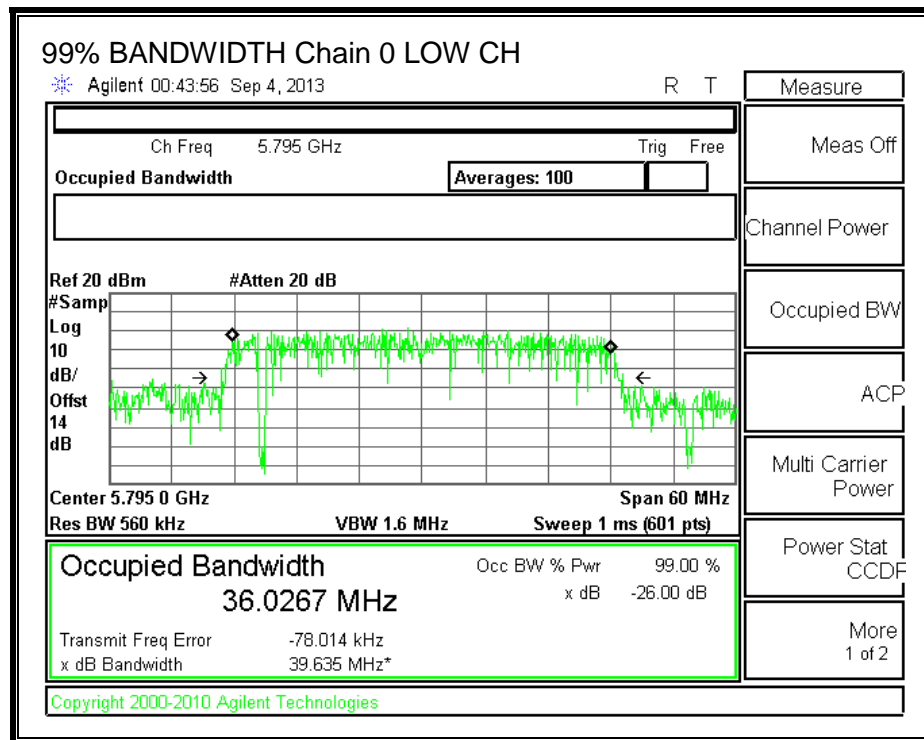 99% BANDWIDTH Chain 0 LOW CH
Agilent 00:43:56 Sep 4, 2013 R T
Measure
Ch Freq 5.795 GHz Trig Free
Meas Off
Occupied Bandwidth Averages: 100
Channel Power
Ref 20 dBm #Atten 20 dB
#Samp
Log
10
dB/
Offst
14
dB
Occupied BW
ACP
Multi Carrier
Power
Center 5.795 0 GHz Span 60 MHz
Res BW 560 kHz VBW 1.6 MHz Sweep 1 ms (601 pts)
Power Stat
CCDF
Occupied Bandwidth Occ BW % Pwr 99.00 %
36.0267 MHz x dB -26.00 dB
Transmit Freq Error -78.014 kHz
x dB Bandwidth 39.635 MHz*
More
1 of 2
Copyright 2000-2010 Agilent Technologies